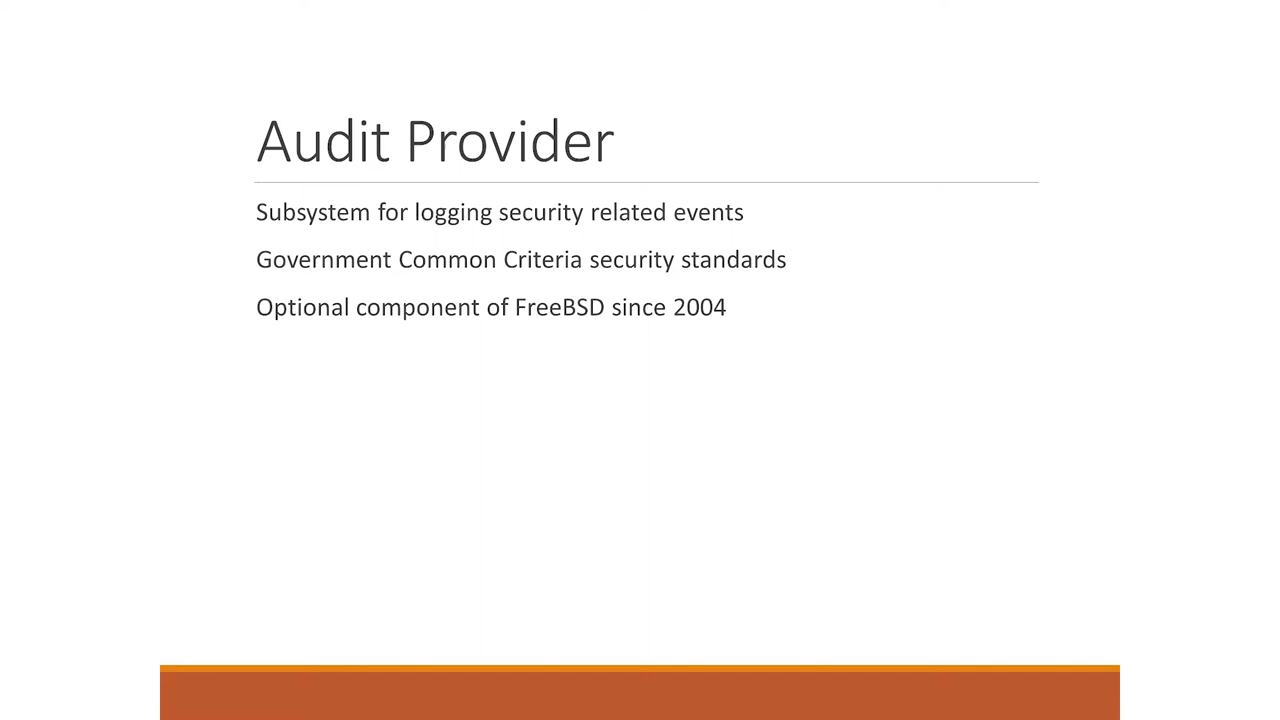 Audit Provider
Subsystem for logging security related events
Government Common Criteria security standards
Optional component of FreeBSD since 2004